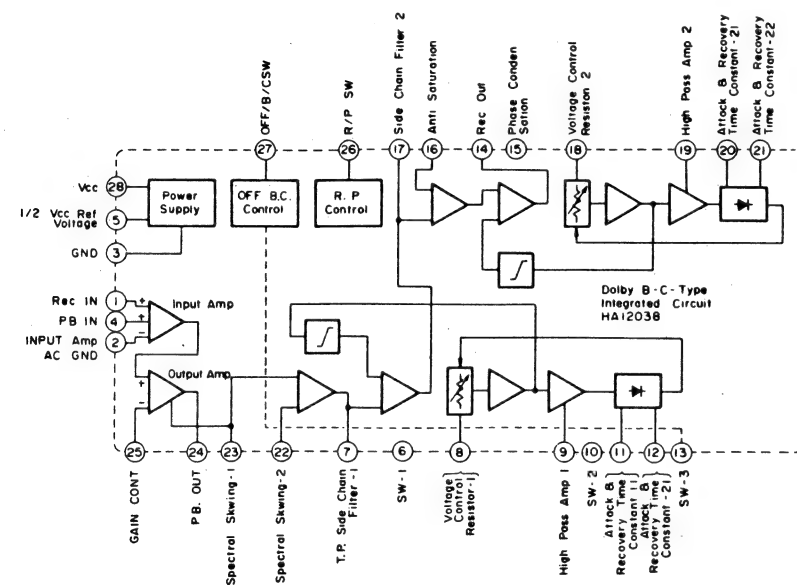 OFF/B/CSW
27
R/P SW
26
Side Chain Filter 2
17
Anti Saturation
16
Rec Out
14
Phase Conden
Sation
15
Voltage Control
Resiston 2
18
High Pass Amp 2
19
Attack & Recovery
Time Constant-21
20
Attack & Recovery
Time Constant-22
21
Vcc
28
1/2 Vcc Ref
Voltage
5
GND
3
Power
Supply
OFF B.C.
Control
R. P
Control
Dolby B-C-Type
Integrated Circuit
HA12038
Rec IN
1
PB IN
4
INPUT Amp
AC GND
2
+
+
−
Input Amp
Output Amp
+
−
25
GAIN CONT
24
P.B. OUT
23
Spectral Skwing-1
22
Spectral Skwing-2
7
T.P. Side Chain
Filter-1
6
SW-1
8
Voltage
Control
Resistor-1
9
High Pass Amp 1
10
SW-2
11
Attack &
Recovery Time
Constant 11
12
Attack &
Recovery Time
Constant-21
13
SW-3